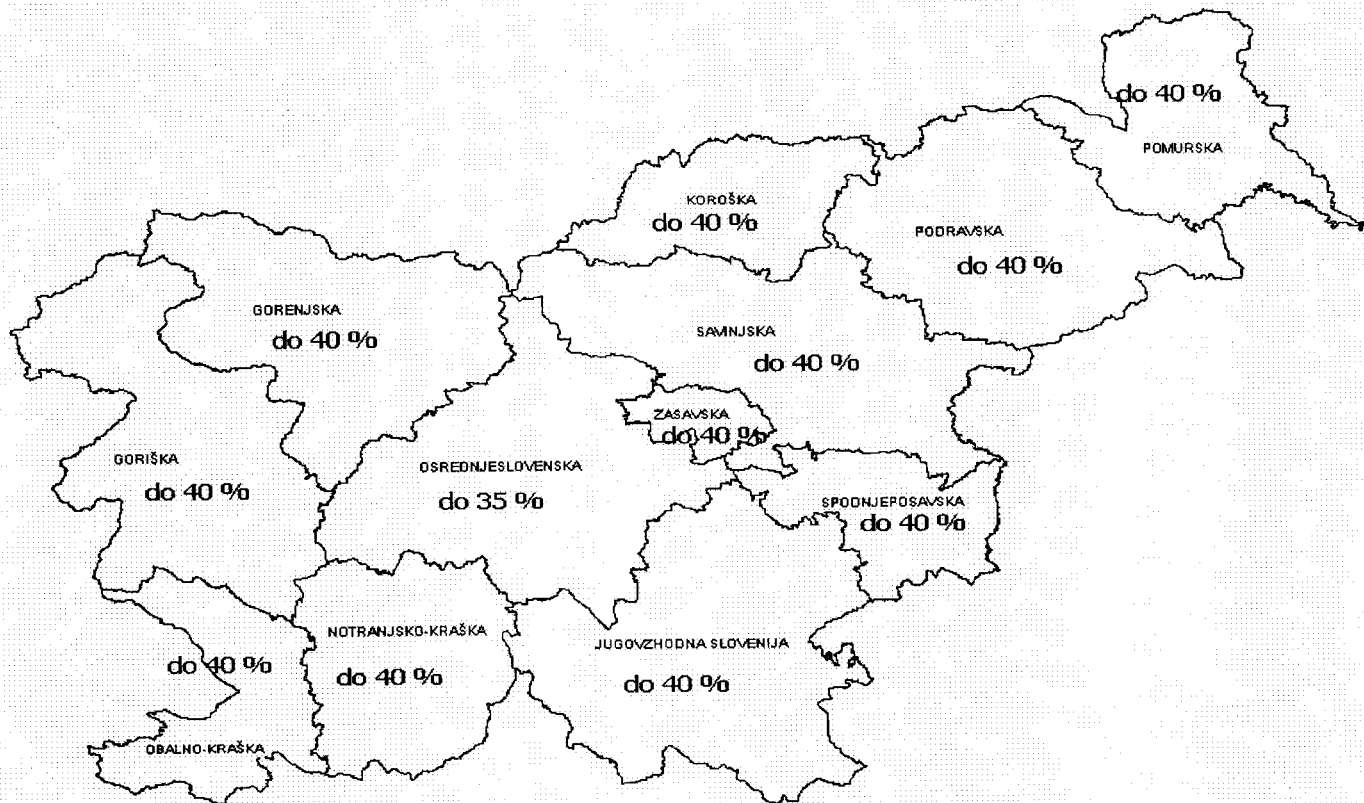 do 40 %
POMURSKA
KOROŠKA
do 40 %
PODRAVSKA
do 40 %
GORENJSKA
do 40 %
SAVINJSKA
do 40 %
ZASAVSKA
do 40 %
GORIŠKA
do 40 %
OSREDNJESLOVENSKA
do 35 %
SPODNJEPOSAVSKA
do 40 %
NOTRANJSKO-KRAŠKA
do 40 %
JUGOVZHODNA SLOVENIJA
do 40 %
do 40 %
OBALNO-KRAŠKA